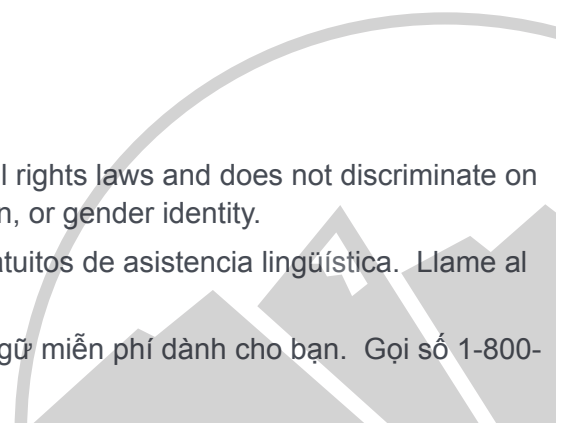 l rights laws and does not discriminate on
n, or gender identity.
atuitos de asistencia lingüística.  Llame al
gữ miễn phí dành cho bạn.  Gọi số 1-800-